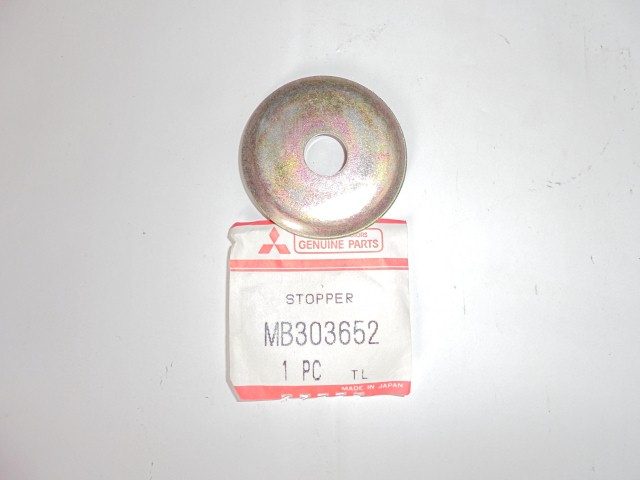 GENUINE PARTS
STOPPER
MB303652
1 PC TL
MADE IN JAPAN